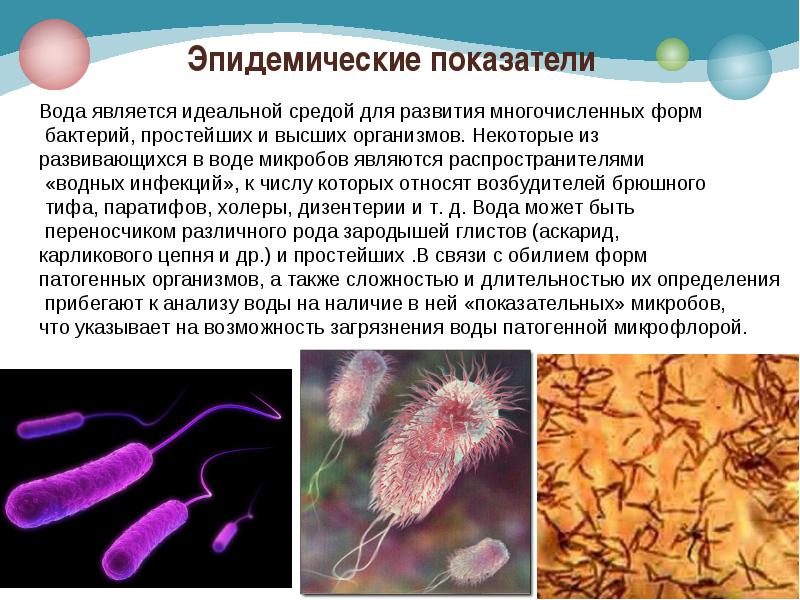 Эпидемические показатели
Вода является идеальной средой для развития многочисленных форм
бактерий, простейших и высших организмов. Некоторые из
развивающихся в воде микробов являются распространителями
«водных инфекций», к числу которых относят возбудителей брюшного
тифа, паратифов, холеры, дизентерии и т. д. Вода может быть
переносчиком различного рода зародышей глистов (аскарид,
карликового цепня и др.) и простейших .В связи с обилием форм
патогенных организмов, а также сложностью и длительностью их определения
прибегают к анализу воды на наличие в ней «показательных» микробов,
что указывает на возможность загрязнения воды патогенной микрофлорой.